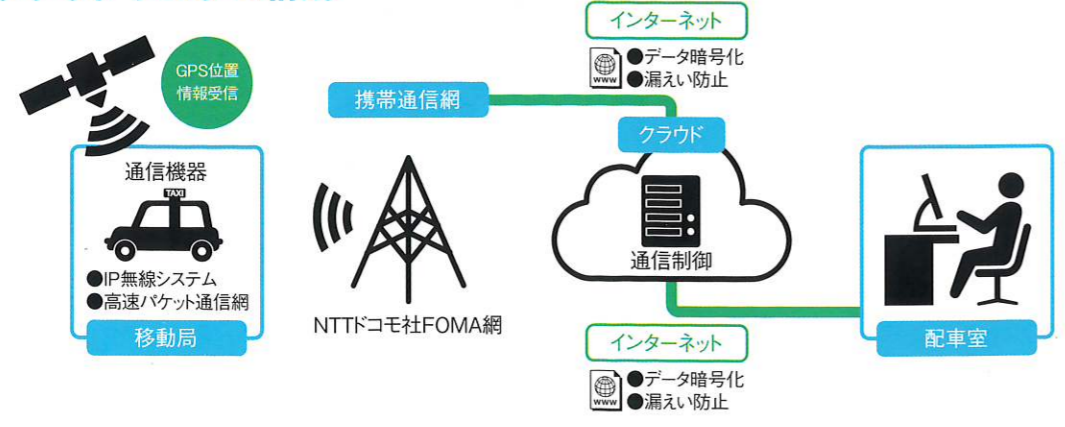 GPS位置
情報受信
通信機器
TAXI
●IP無線システム
●高速パケット通信網
移動局
携帯通信網
NTTドコモ社FOMA網
インターネット
www
●データ暗号化
●漏えい防止
クラウド
通信制御
インターネット
www
●データ暗号化
●漏えい防止
配車室